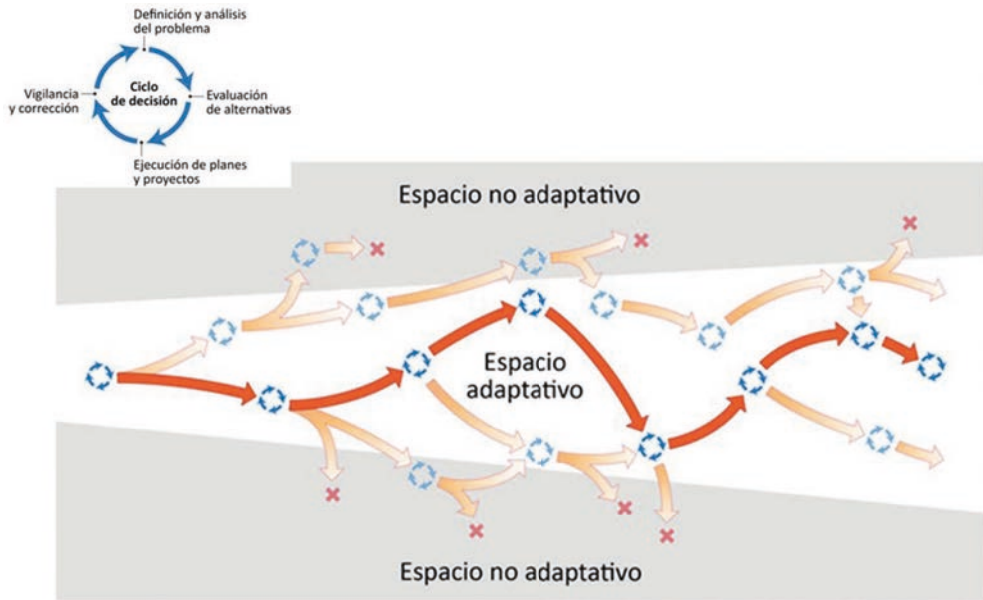 Definición y análisis
del problema
Vigilancia
y corrección
Ciclo
de decisión
Evaluación
de alternativas
Ejecución de planes
y proyectos
Espacio no adaptativo
Espacio
adaptativo
Espacio no adaptativo